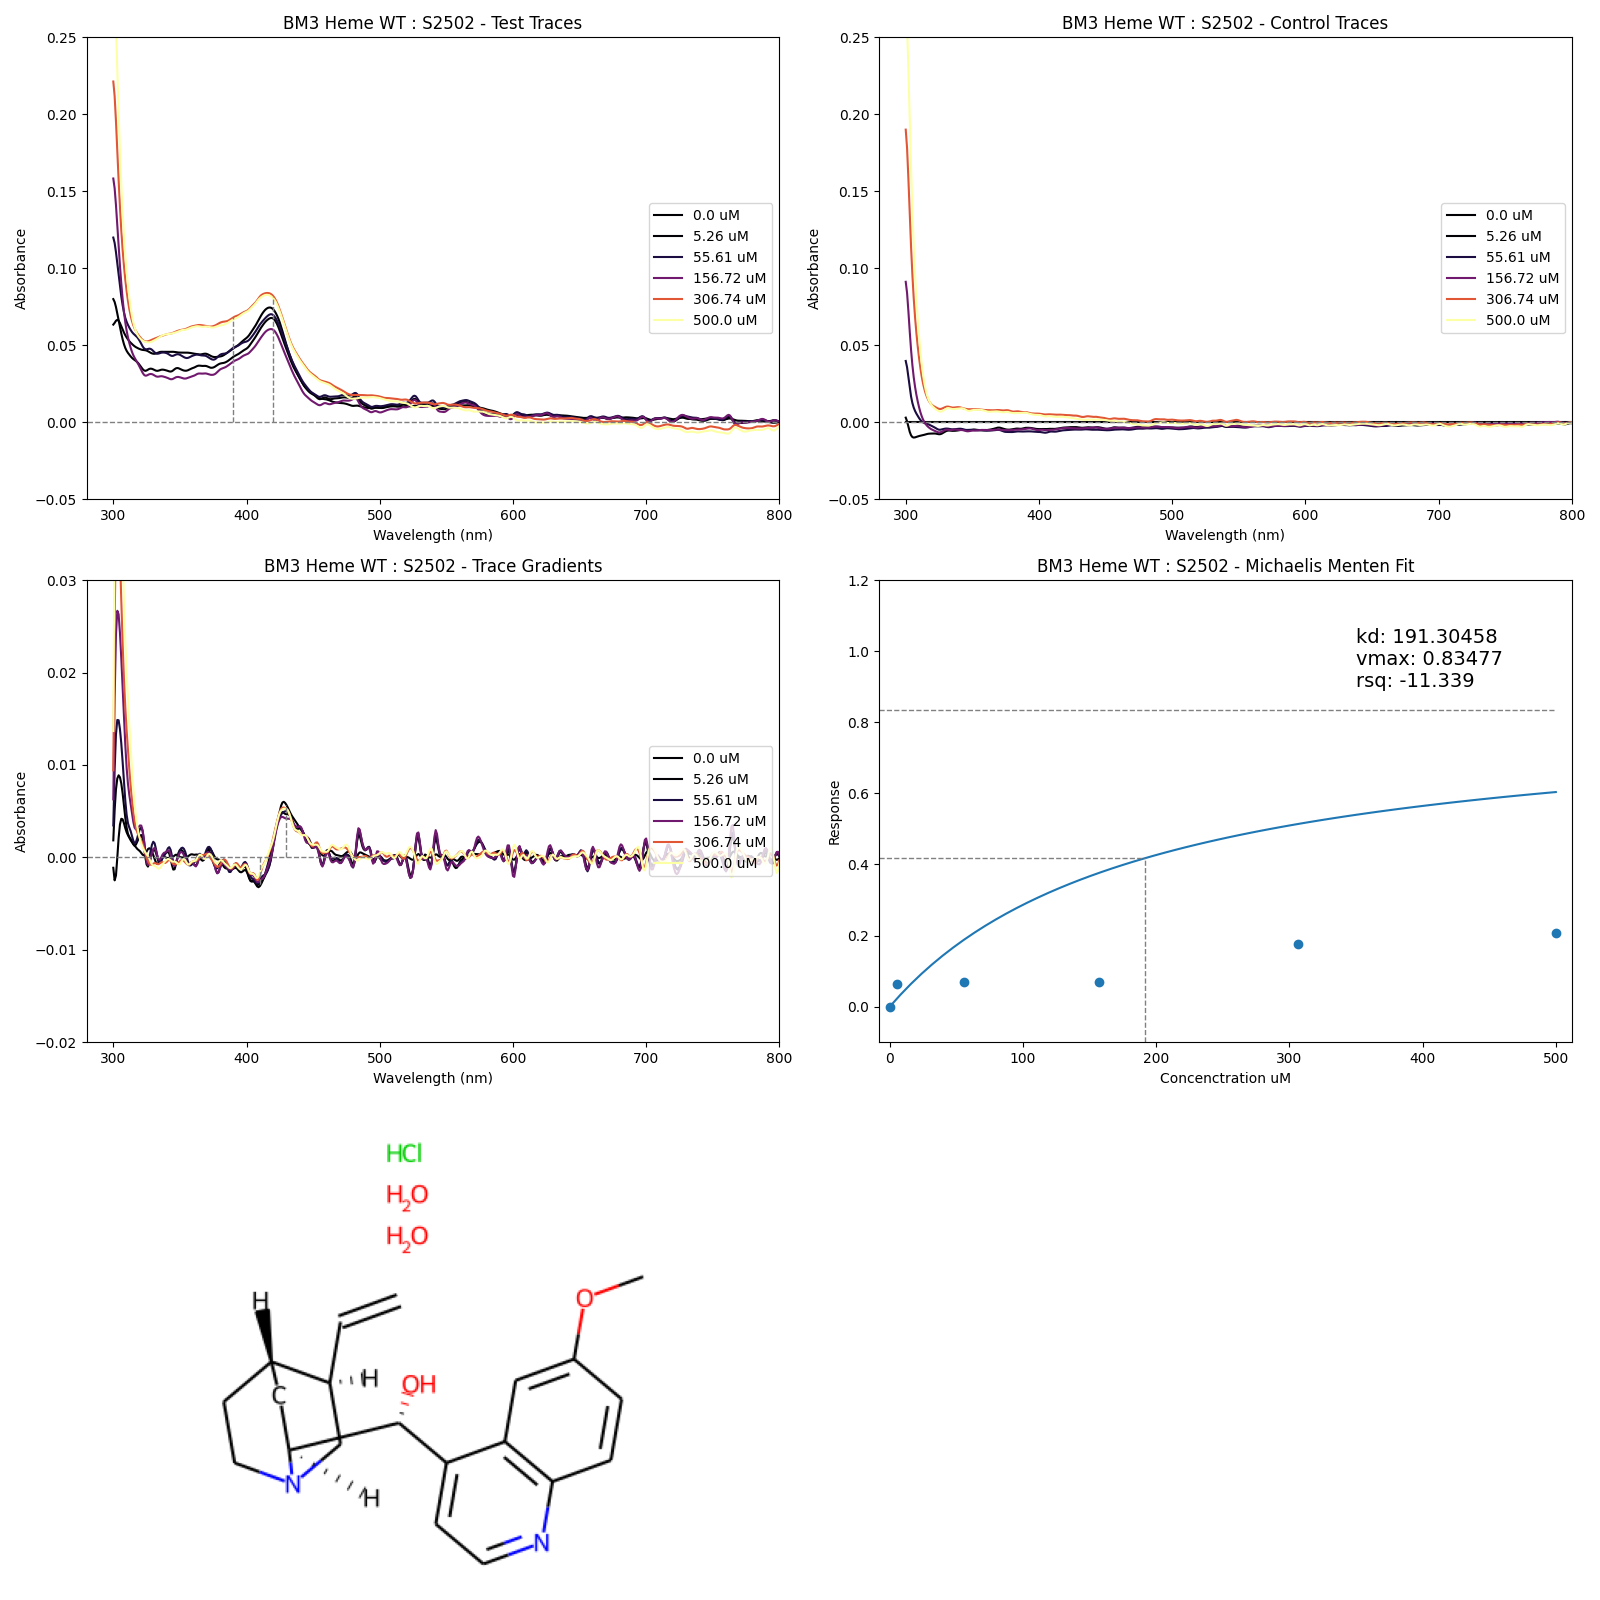 BM3 Heme WT : S2502 - Test Traces
0.25
0.20
0.15
0.10
0.05
0.00
−0.05
Absorbance
300 400 500 600 700 800
Wavelength (nm)
0.0 uM
5.26 uM
55.61 uM
156.72 uM
306.74 uM
500.0 uM
BM3 Heme WT : S2502 - Control Traces
0.25
0.20
0.15
0.10
0.05
0.00
−0.05
Absorbance
300 400 500 600 700 800
Wavelength (nm)
0.0 uM
5.26 uM
55.61 uM
156.72 uM
306.74 uM
500.0 uM
BM3 Heme WT : S2502 - Trace Gradients
0.03
0.02
0.01
0.00
−0.01
−0.02
Absorbance
300 400 500 600 700 800
Wavelength (nm)
0.0 uM
5.26 uM
55.61 uM
156.72 uM
306.74 uM
500.0 uM
BM3 Heme WT : S2502 - Michaelis Menten Fit
1.2
1.0
0.8
0.6
0.4
0.2
0.0
Response
kd: 191.30458
vmax: 0.83477
rsq: -11.339
0 100 200 300 400 500
Concenctration uM
HCl
H2O
H2O
H
O
H
OH
C
N
H
N